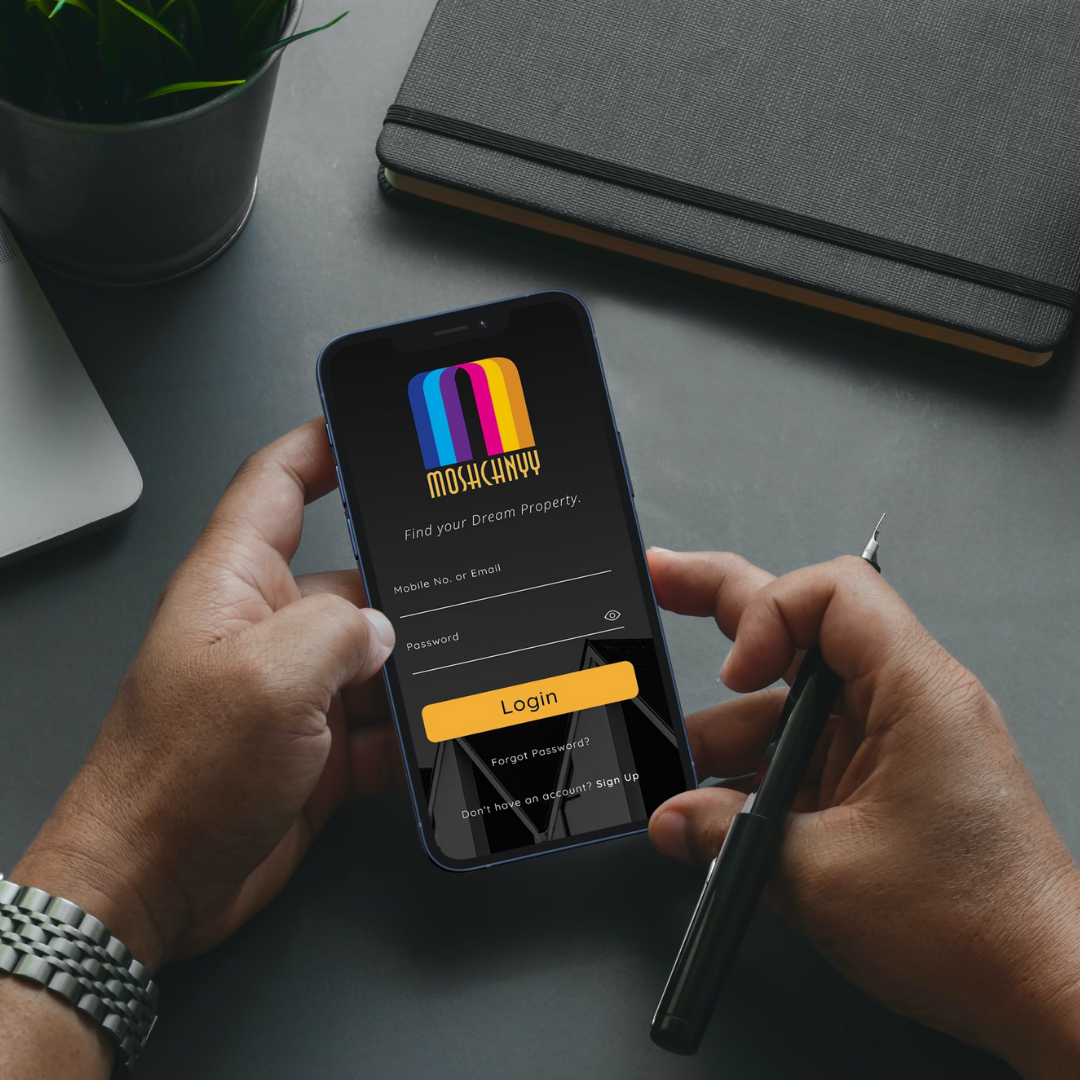 MOSHCHNYY
Find your Dream Property.
Mobile No. or Email
Password
Login
Forgot Password?
Don't have an account? Sign Up